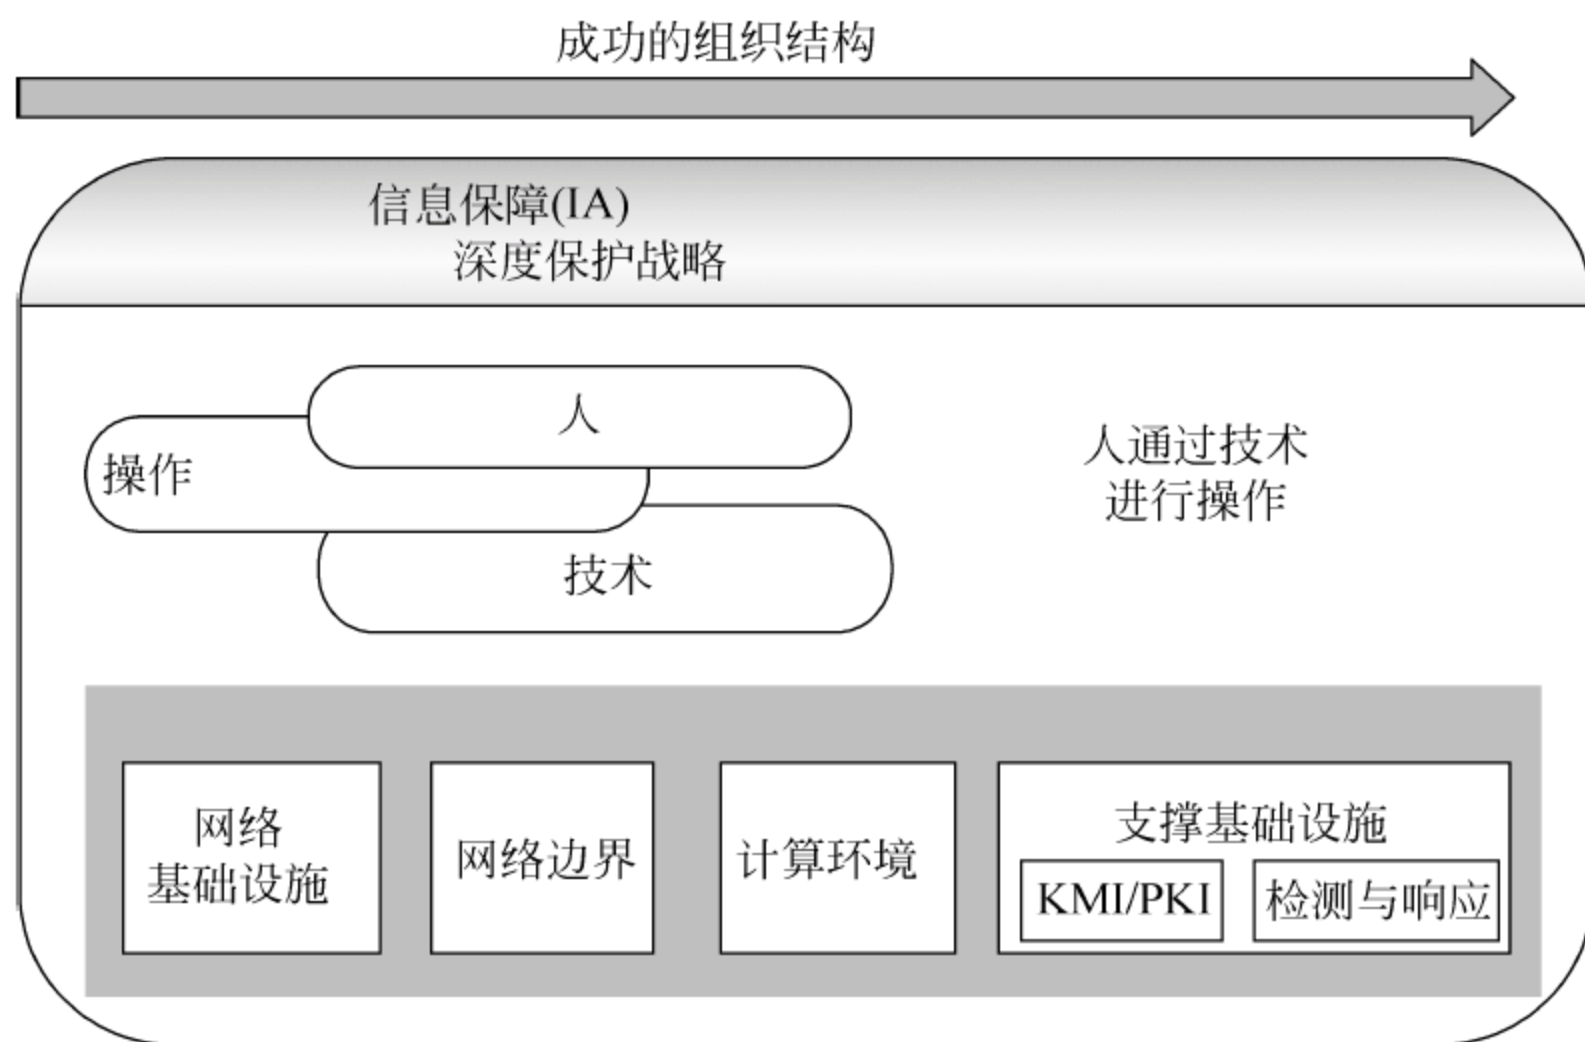 成功的组织结构
信息保障(IA)
深度保护战略
人
操作
技术
人通过技术
进行操作
网络
基础设施
网络边界
计算环境
支撑基础设施
KMI/PKI
检测与响应